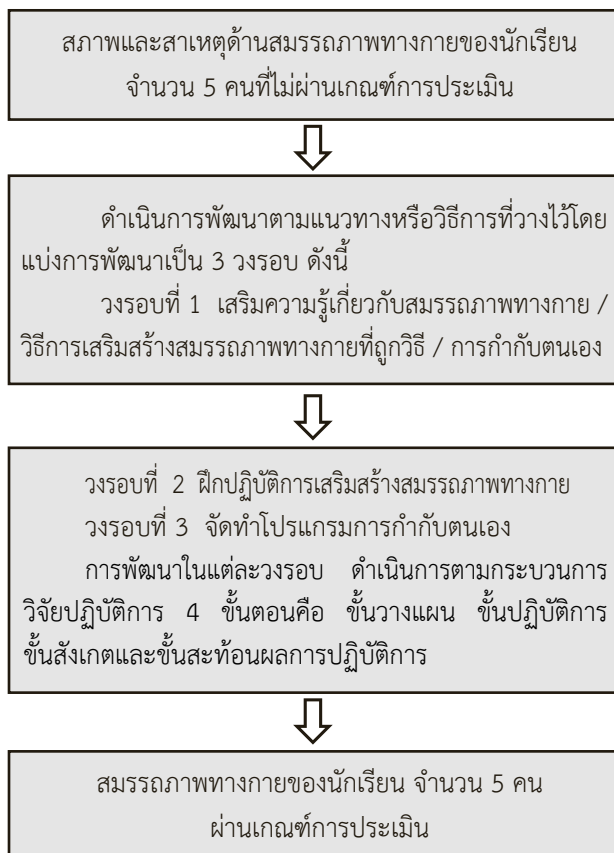 สภาพและสาเหตุด้านสมรรถภาพทางกายของนักเรียน
จำนวน 5 คนที่ไม่ผ่านเกณฑ์การประเมิน
ดำเนินการพัฒนาตามแนวทางหรือวิธีการที่วางไว้โดย
แบ่งการพัฒนาเป็น 3 วงรอบ ดังนี้
วงรอบที่ 1 เสริมความรู้เกี่ยวกับสมรรถภาพทางกาย /
วิธีการเสริมสร้างสมรรถภาพทางกายที่ถูกวิธี / การกำกับตนเอง
วงรอบที่ 2 ฝึกปฏิบัติการเสริมสร้างสมรรถภาพทางกาย
วงรอบที่ 3 จัดทำโปรแกรมการกำกับตนเอง
การพัฒนาในแต่ละวงรอบ ดำเนินการตามกระบวนการ
วิจัยปฏิบัติการ 4 ขั้นตอนคือ ขั้นวางแผน ขั้นปฏิบัติการ
ขั้นสังเกตและขั้นสะท้อนผลการปฏิบัติการ
สมรรถภาพทางกายของนักเรียน จำนวน 5 คน
ผ่านเกณฑ์การประเมิน